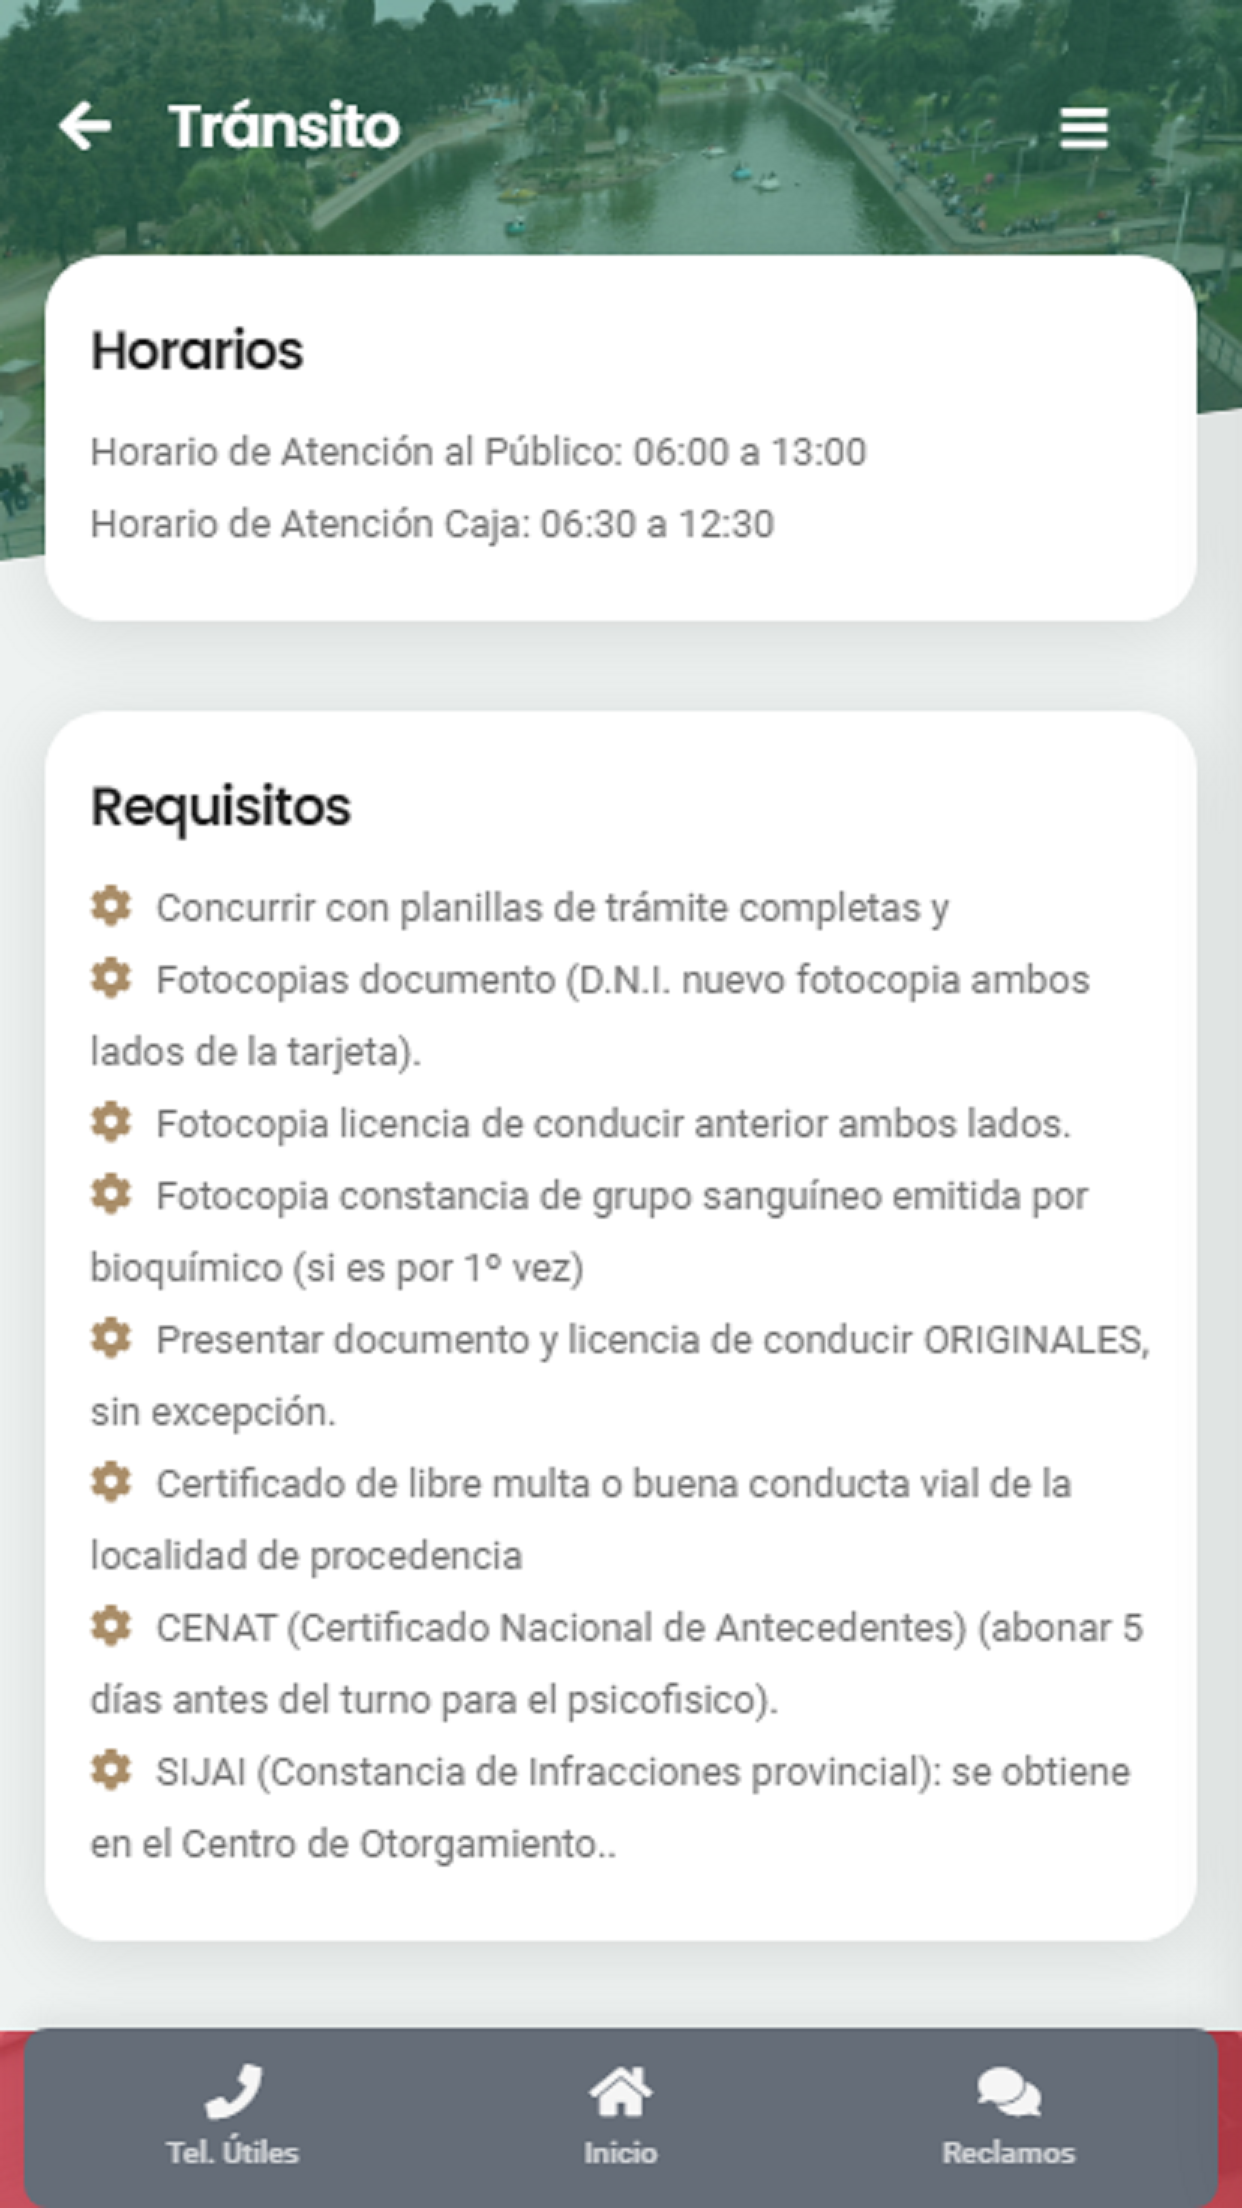 Tránsito
Horarios
Horario de Atención al Público: 06:00 a 13:00
Horario de Atención Caja: 06:30 a 12:30
Requisitos
Concurrir con planillas de trámite completas y
Fotocopias documento (D.N.I. nuevo fotocopia ambos
lados de la tarjeta).
Fotocopia licencia de conducir anterior ambos lados.
Fotocopia constancia de grupo sanguíneo emitida por
bioquímico (si es por 1º vez)
Presentar documento y licencia de conducir ORIGINALES,
sin excepción.
Certificado de libre multa o buena conducta vial de la
localidad de procedencia
CENAT (Certificado Nacional de Antecedentes) (abonar 5
días antes del turno para el psicofisico).
SIJAI (Constancia de Infracciones provincial): se obtiene
en el Centro de Otorgamiento..
Tel. Útiles
Inicio
Reclamos